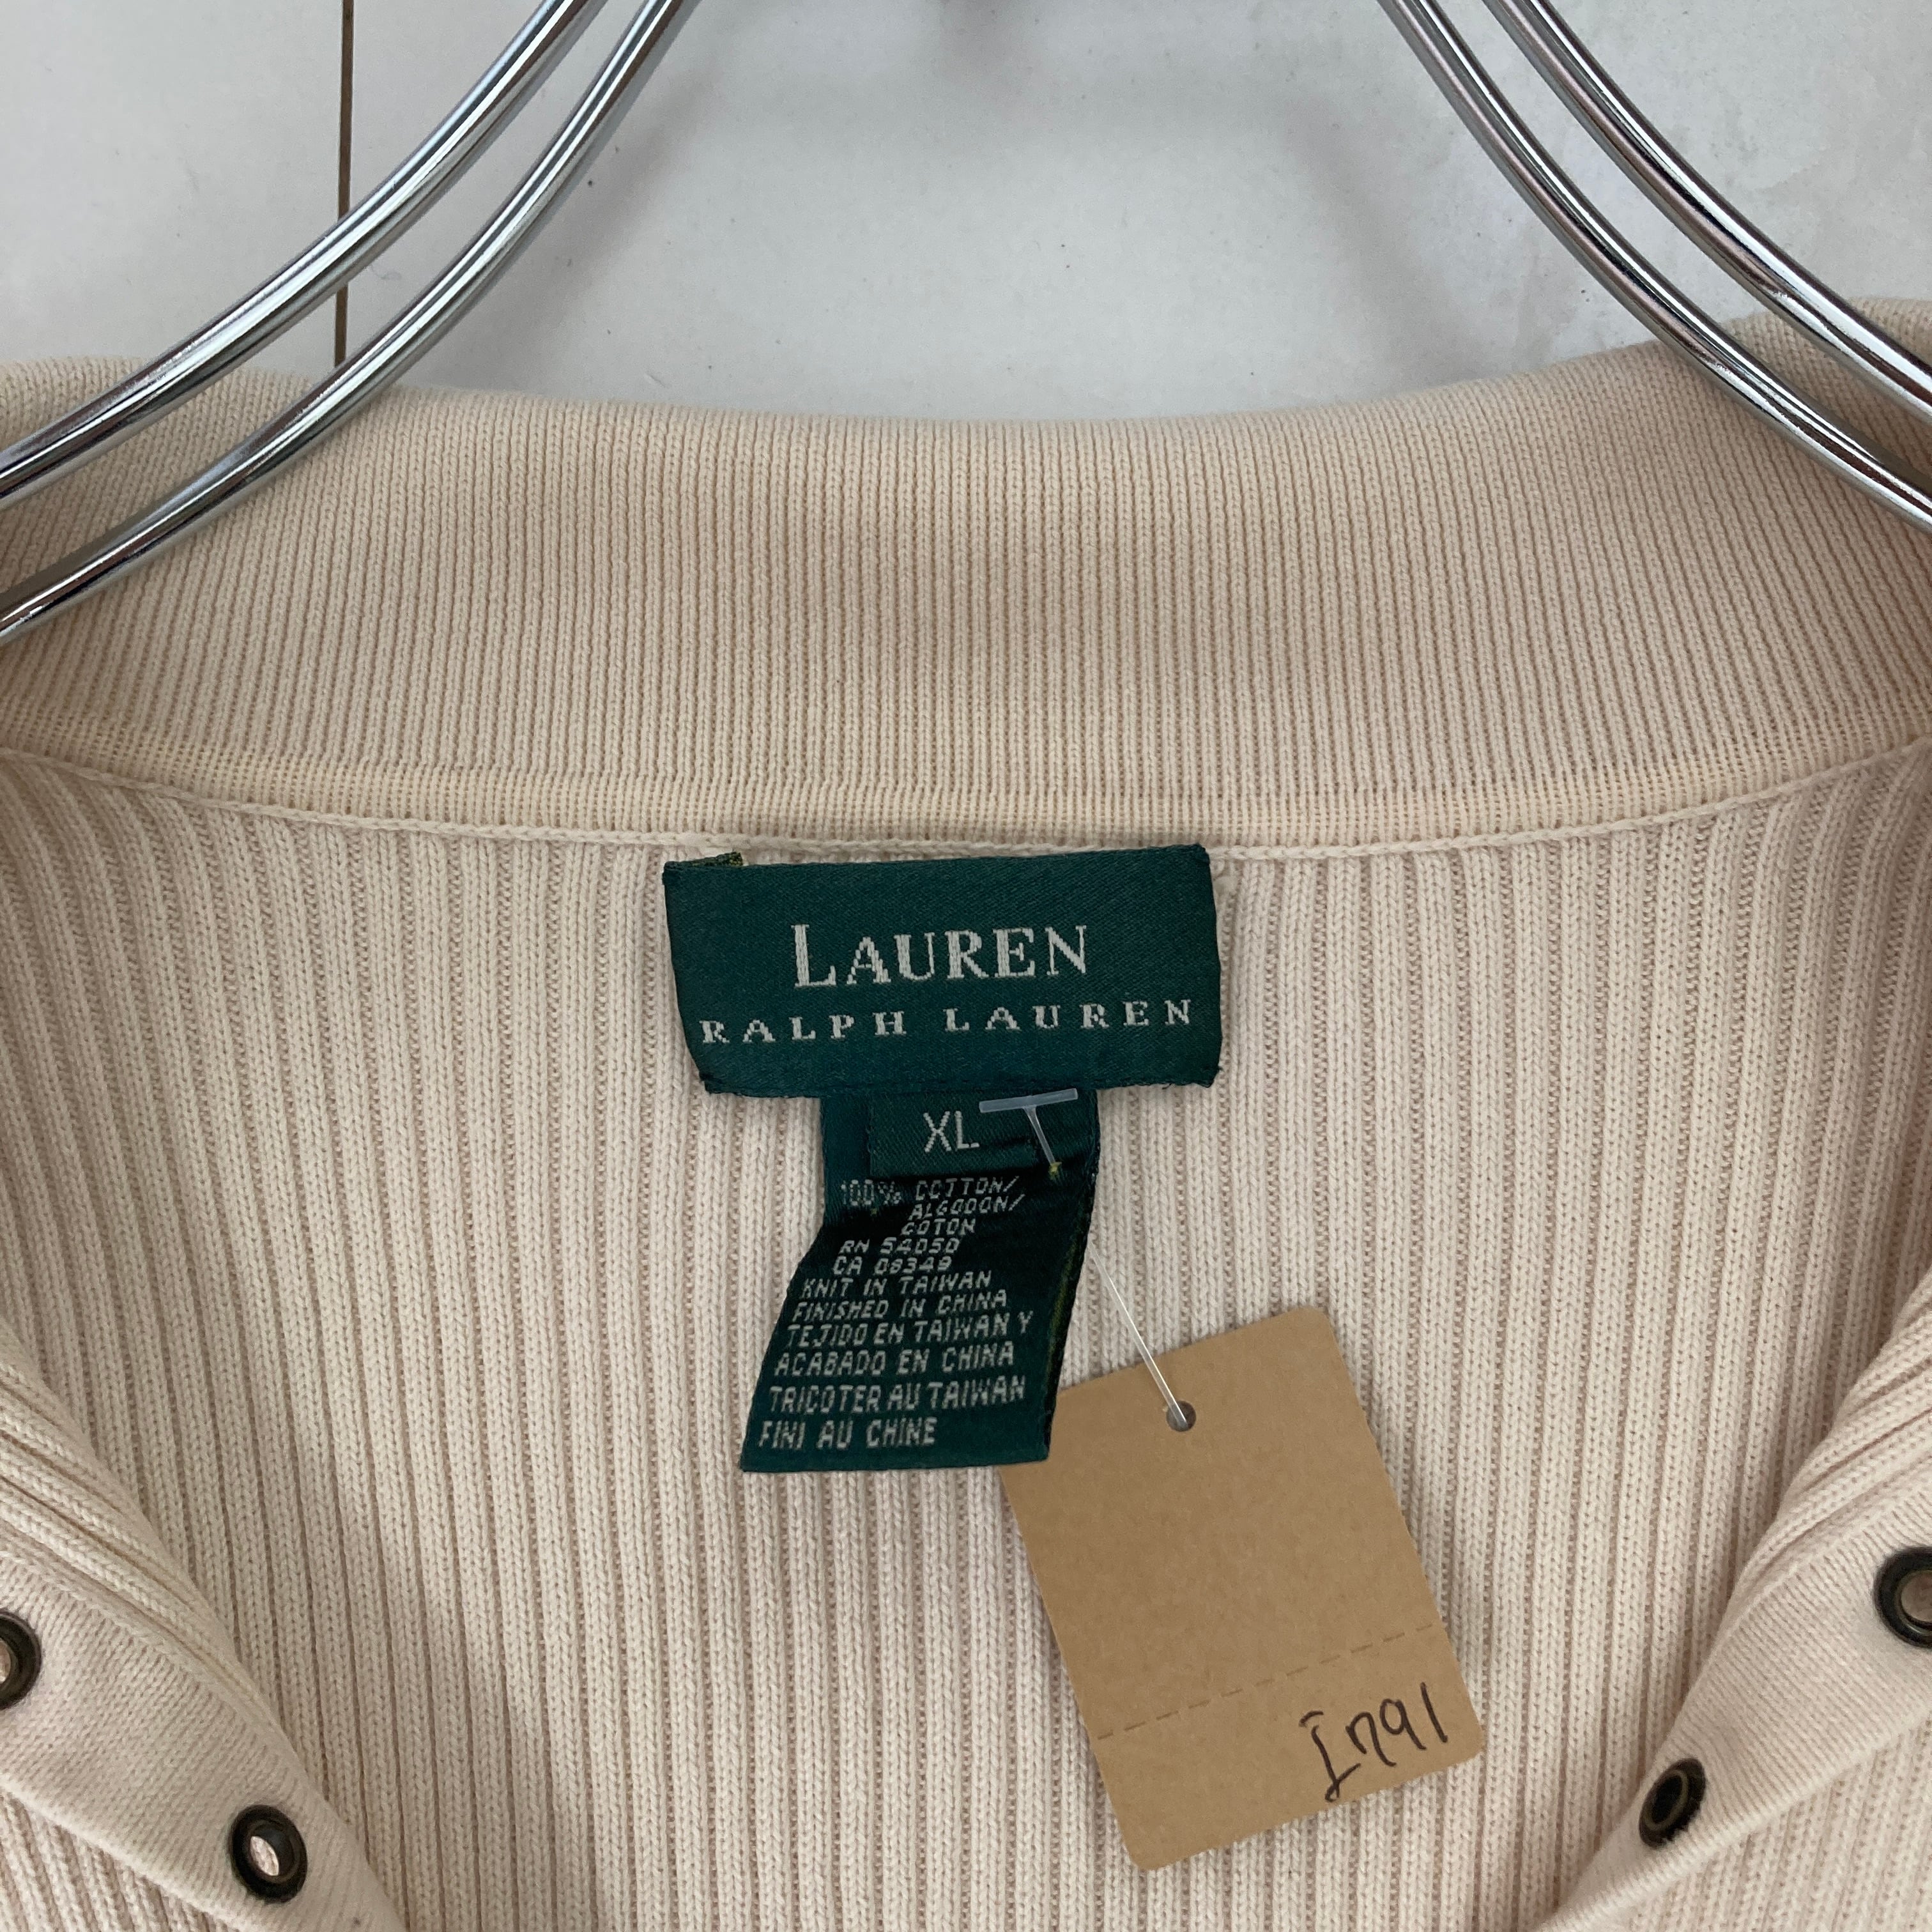 LAUREN
RALPH LAUREN
XL
100% COTTON/
ALGODON/
COTON
RN 54050
CA 08349
KNIT IN TAIWAN
FINISHED IN CHINA
TEJIDO EN TAIWAN Y
ACABADO EN CHINA
TRICOTER AU TAIWAN
FINI AU CHINE
I791